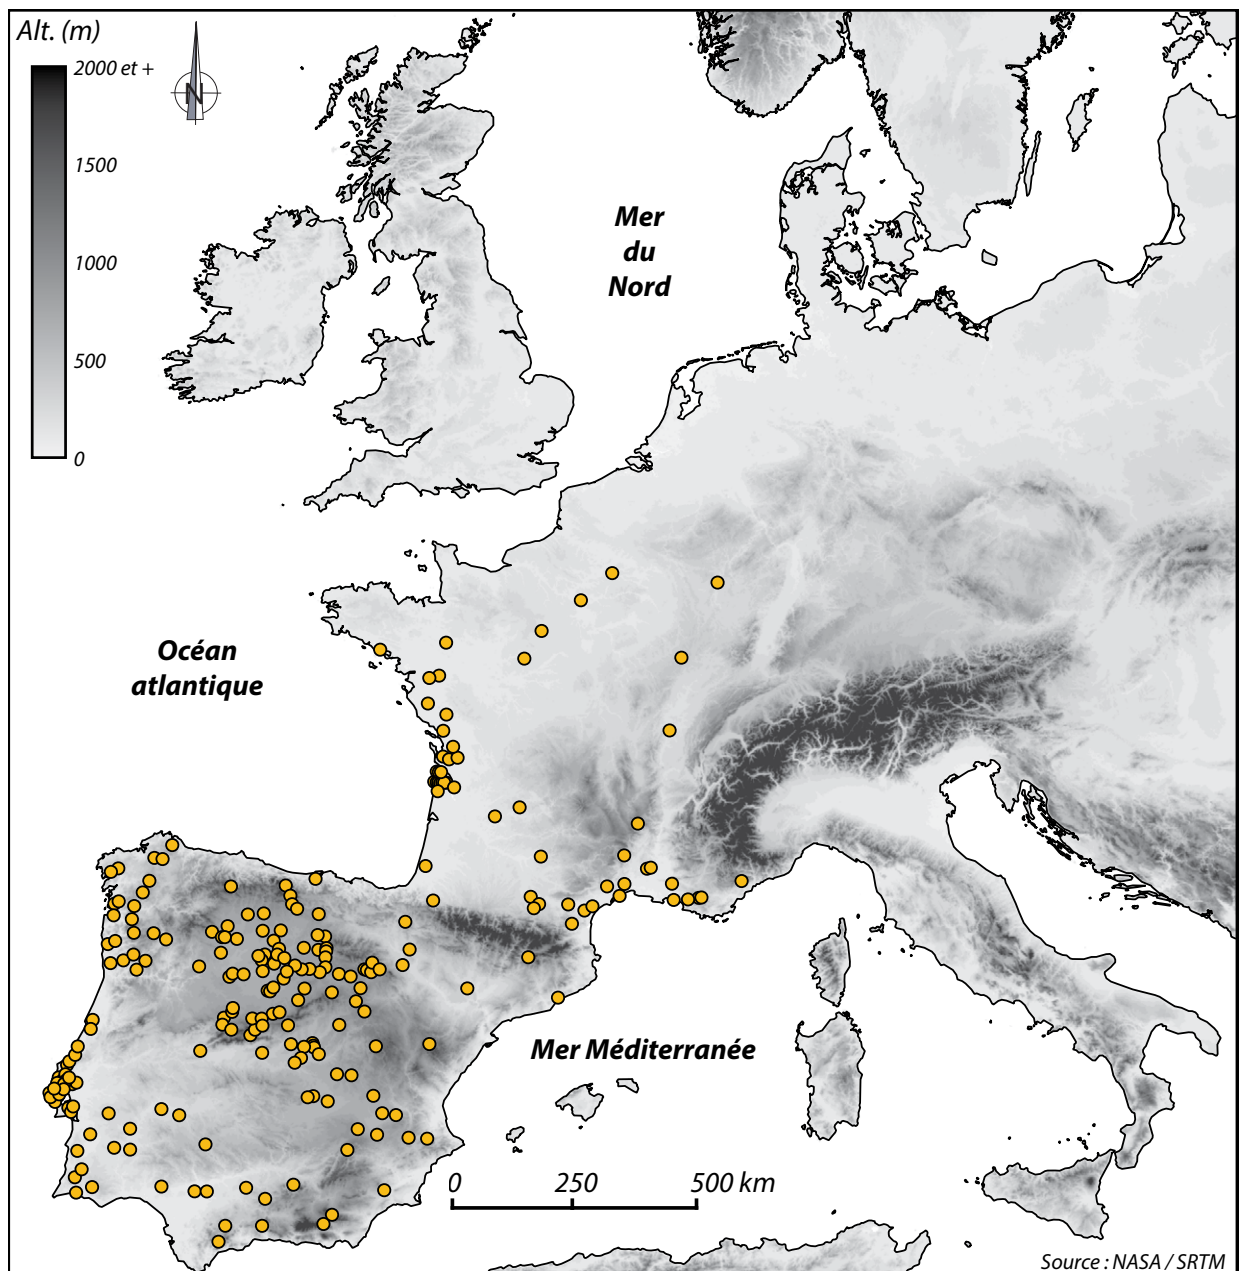 Alt. (m)
2000 et +
N
1500
1000
500
0
Mer
du
Nord
Océan
atlantique
Mer Méditerranée
0 250 500 km
Source : NASA / SRTM